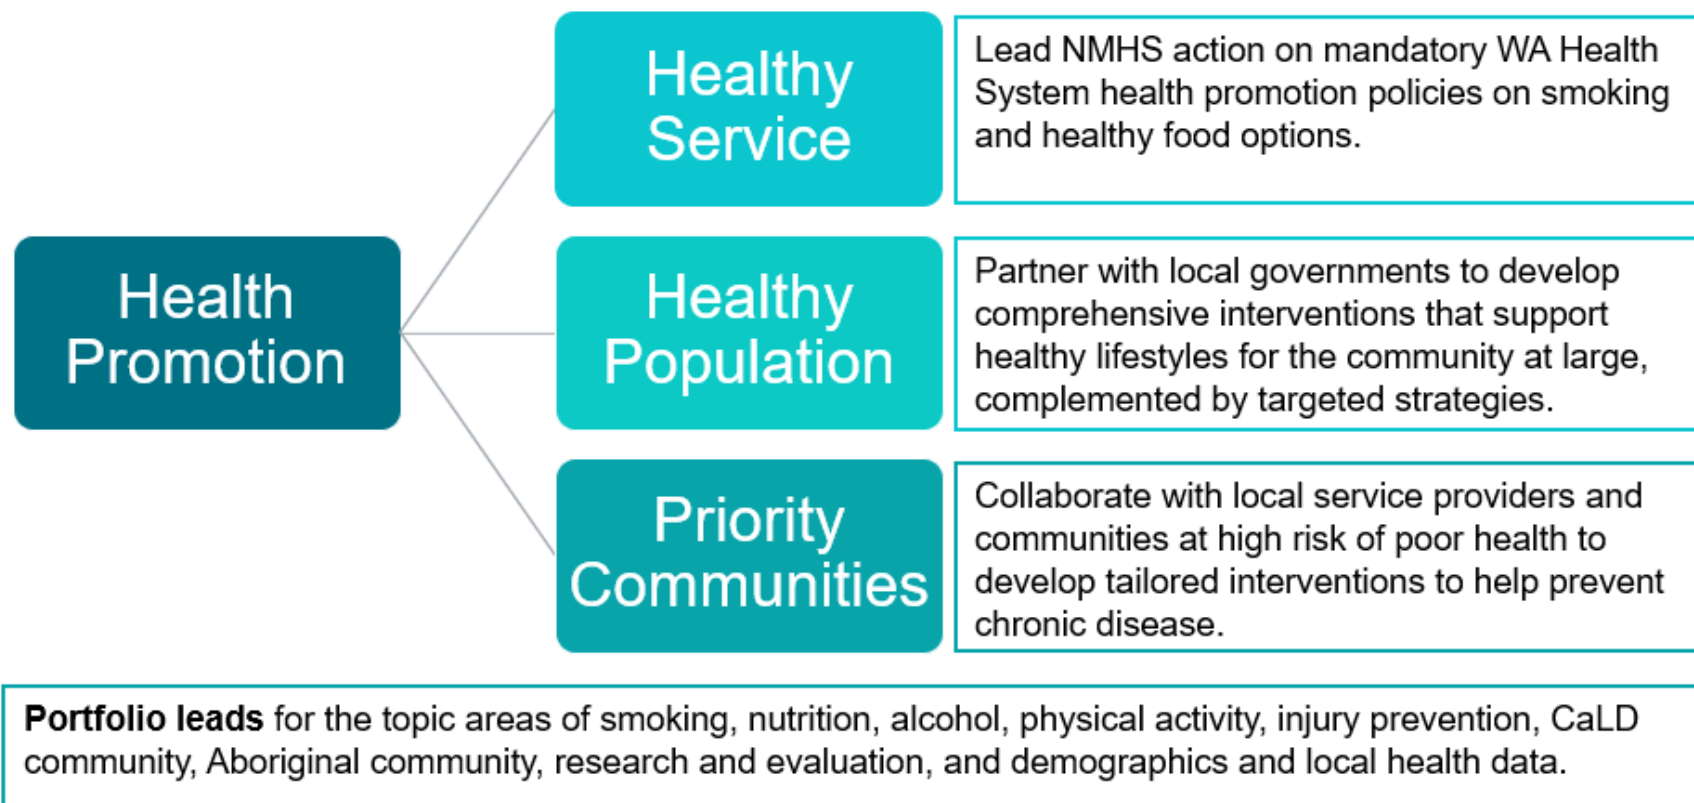 Healthy
Service
Lead NMHS action on mandatory WA Health
System health promotion policies on smoking
and healthy food options.
Health
Promotion
Healthy
Population
Partner with local governments to develop
comprehensive interventions that support
healthy lifestyles for the community at large,
complemented by targeted strategies.
Priority
Communities
Collaborate with local service providers and
communities at high risk of poor health to
develop tailored interventions to help prevent
chronic disease.
Portfolio leads for the topic areas of smoking, nutrition, alcohol, physical activity, injury prevention, CaLD
community, Aboriginal community, research and evaluation, and demographics and local health data.